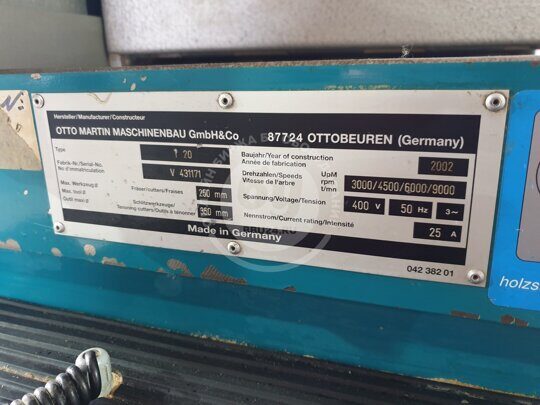 Hersteller/Manufacturer/Constructeur
OTTO MARTIN MASCHINENBAU GmbH&Co. 87724 OTTOBEUREN (Germany)
Type T 20
Fabrik-Nr./Serial-No. V 431171
No d'immatriculation
Max. Werkzeug ∅ Fräser/cutters/Fraises 250 mm
Max. tool ∅
Outil maxi ∅ Schlitzwerkzeuge/
Tenoning cutters/Outils à tenonner 350 mm
Baujahr/Year of construction 2002
Année de fabrication
Drehzahlen/Speeds UpM
Vitesse de l'arbre rpm 3000/4500/6000/9000
t/mn
Spannung/Voltage/Tension 400 V 50 Hz 3~
Nennstrom/Current rating/Intensité 25 A
Made in Germany
042 382 01
holzs